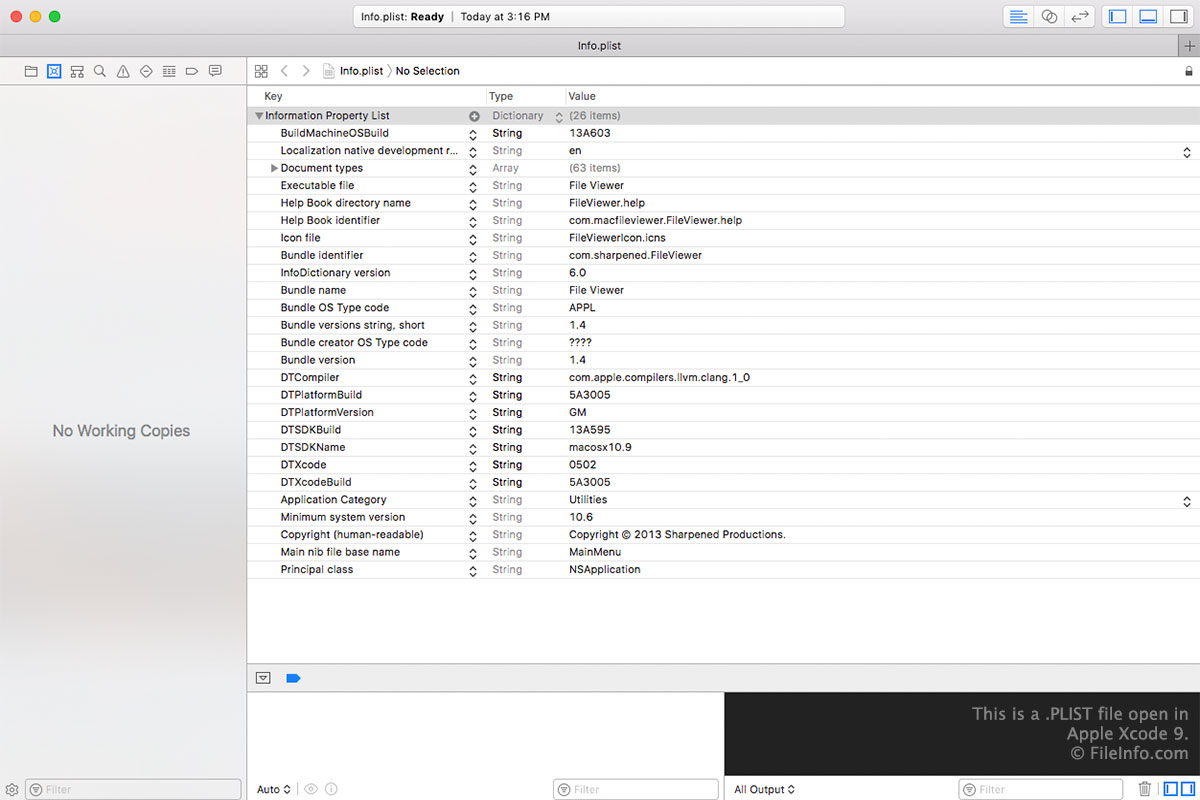 Info.plist: Ready | Today at 3:16 PM
Info.plist
Info.plist No Selection
Key Type Value
Information Property List Dictionary (26 items)
BuildMachineOSBuild String 13A603
Localization native development r... String en
Document types Array (63 items)
Executable file String File Viewer
Help Book directory name String FileViewer.help
Help Book identifier String com.macfileviewer.FileViewer.help
Icon file String FileViewerIcon.icns
Bundle identifier String com.sharpened.FileViewer
InfoDictionary version String 6.0
Bundle name String File Viewer
Bundle OS Type code String APPL
Bundle versions string, short String 1.4
Bundle creator OS Type code String ????
Bundle version String 1.4
DTCompiler String com.apple.compilers.llvm.clang.1_0
DTPlatformBuild String 5A3005
DTPlatformVersion String GM
DTSDKBuild String 13A595
DTSDKName String macosx10.9
DTXcode String 0502
DTXcodeBuild String 5A3005
Application Category String Utilities
Minimum system version String 10.6
Copyright (human-readable) String Copyright © 2013 Sharpened Productions.
Main nib file base name String MainMenu
Principal class String NSApplication
No Working Copies
This is a .PLIST file open in
Apple Xcode 9.
© FileInfo.com
Filter Auto Filter All Output Filter